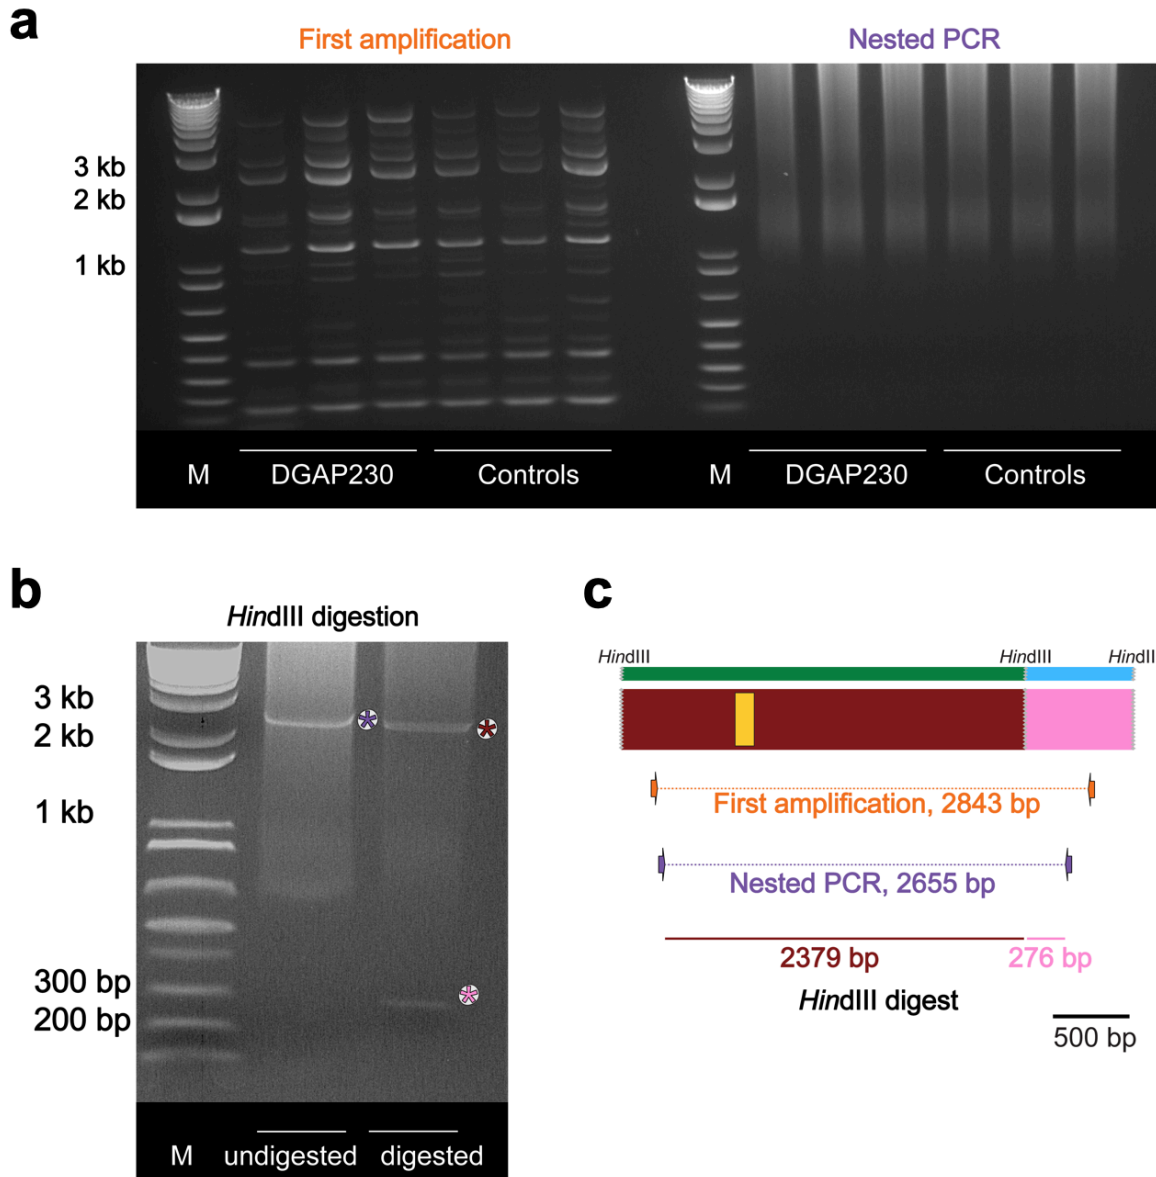 a
First amplification
Nested PCR
3 kb
2 kb
1 kb
M
DGAP230
Controls
M
DGAP230
Controls
b
HindIII digestion
3 kb
2 kb
1 kb
300 bp
200 bp
M
undigested
digested
c
HindIII
HindIII
HindII
First amplification, 2843 bp
Nested PCR, 2655 bp
2379 bp
276 bp
HindIII digest
500 bp